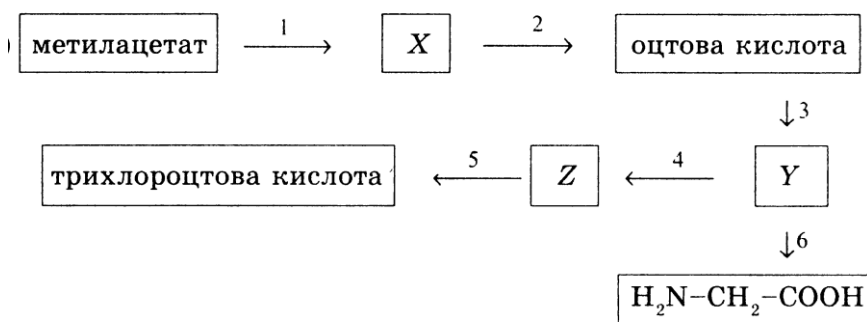 ) метилацетат 1 X 2 оцтова кислота
3
трихлороцтова кислота 5 Z 4 Y
6
H₂N–CH₂–COOH